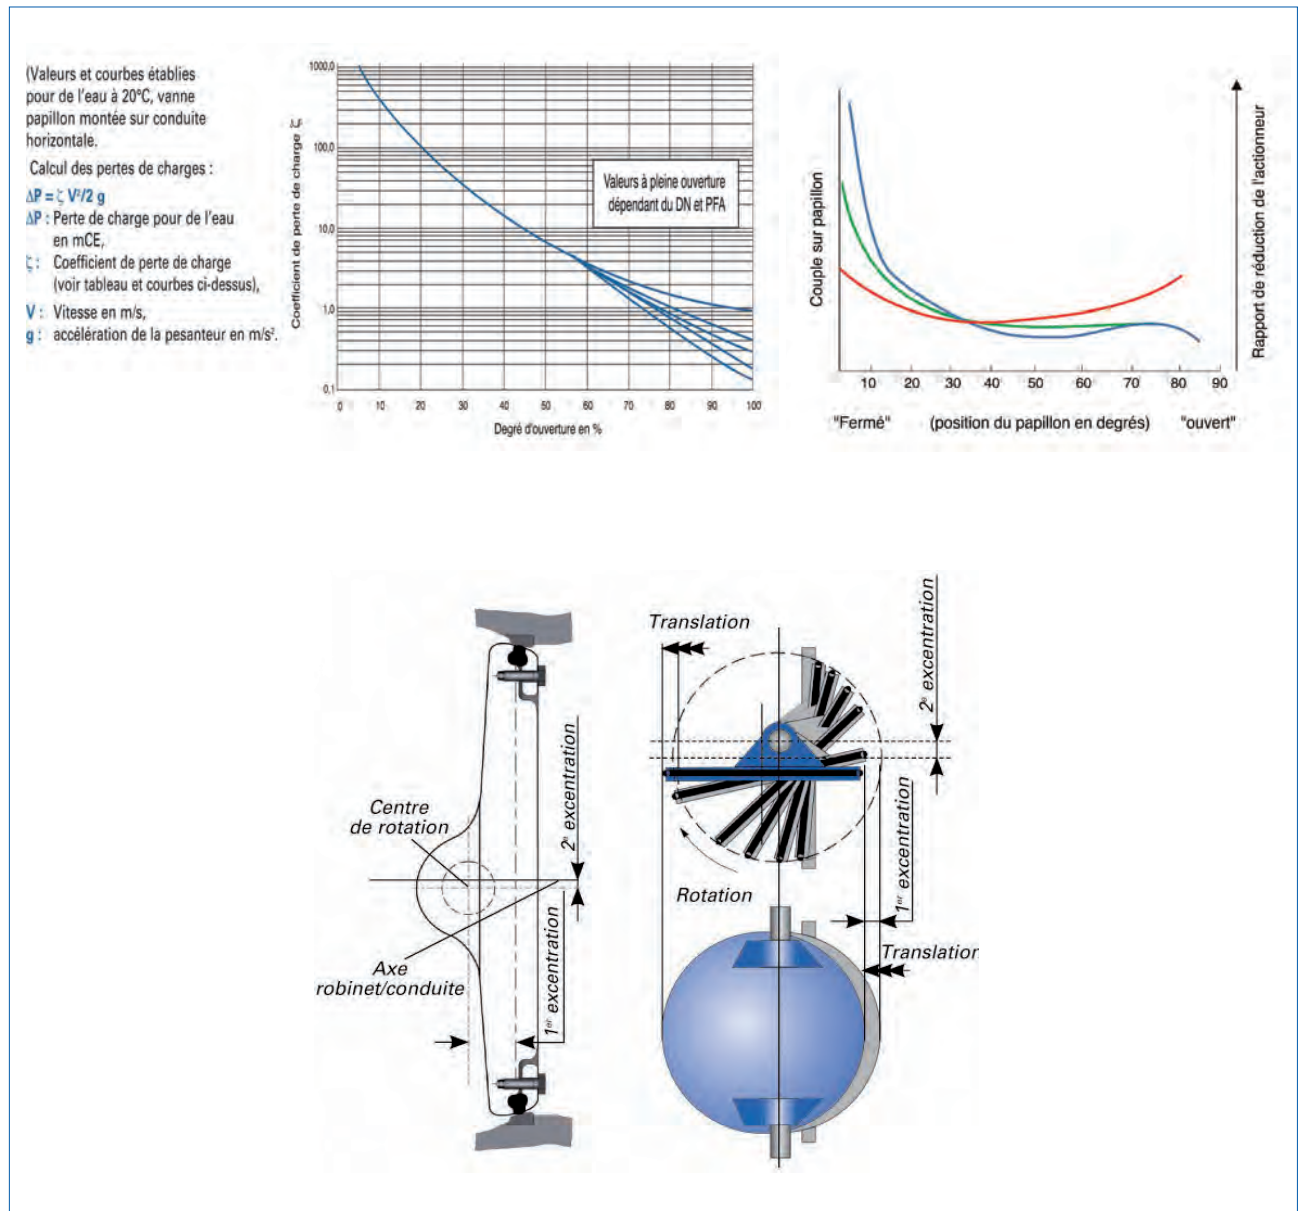 (Valeurs et courbes établies
pour de l'eau à 20°C, vanne
papillon montée sur conduite
horizontale.
Calcul des pertes de charges :
ΔP = ζ V²/2 g
ΔP : Perte de charge pour de l'eau
en mCE,
ζ : Coefficient de perte de charge
(voir tableau et courbes ci-dessus),
V : Vitesse en m/s,
g : accélération de la pesanteur en m/s².
Coefficient de perte de charge ζ
1000,0
100,0
10,0
1,0
0,1
0 10 20 30 40 50 60 70 80 90 100
Degré d'ouverture en %
Valeurs à pleine ouverture
dépendant du DN et PFA
Couple sur papillon
Rapport de réduction de l'actionneur
10 20 30 40 50 60 70 80 90
"Fermé" (position du papillon en degrés) "ouvert"
Centre
de rotation
Axe
robinet/conduite
2e excentration
1er excentration
Translation
2e excentration
Rotation
1er excentration
Translation